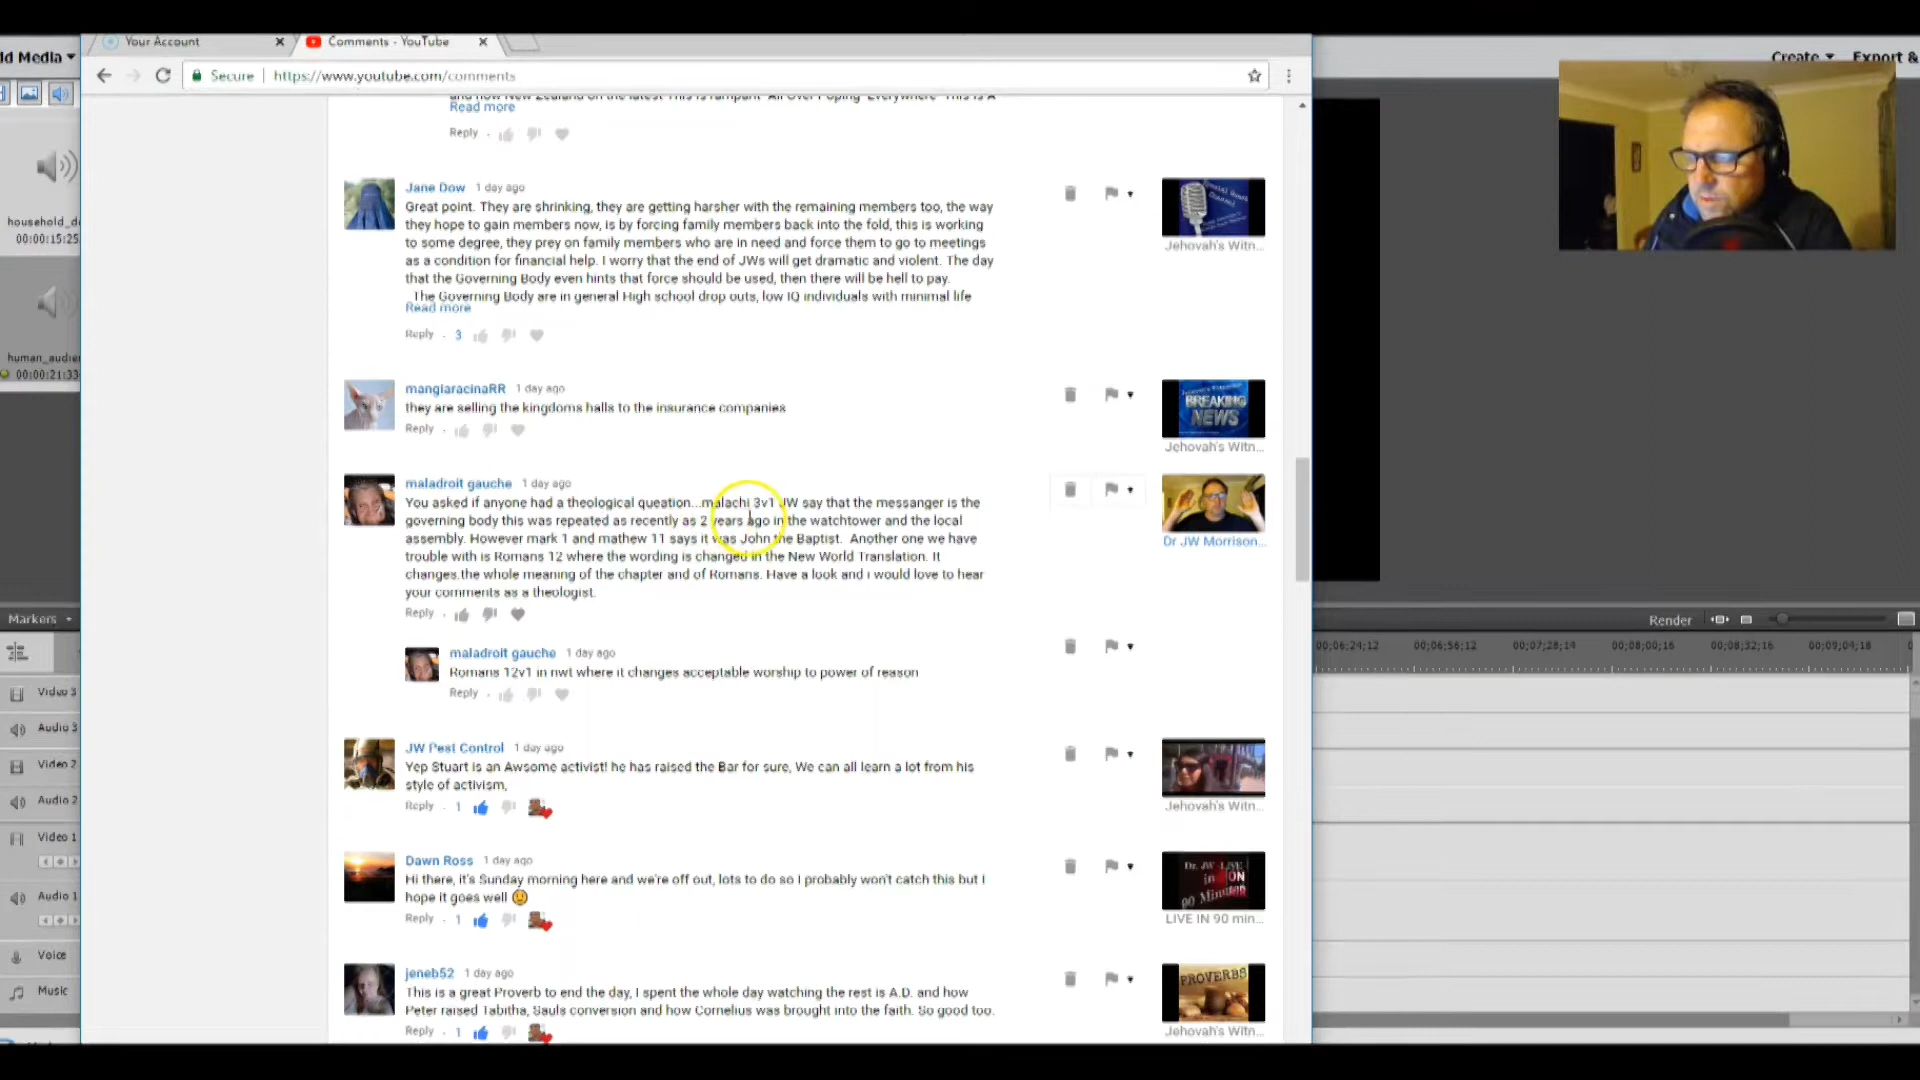 ld Media
Create
Export &
Your Account
Comments - YouTube
Secure
https://www.youtube.com/comments
Read more
Reply
household_de
00:00:15:25
human_audien
00:00:21:33
Jane Dow 1 day ago
Great point. They are shrinking, they are getting harsher with the remaining members too, the way
they hope to gain members now, is by forcing family members back into the fold, this is working
to some degree, they prey on family members who are in need and force them to go to meetings
as a condition for financial help. I worry that the end of JWs will get dramatic and violent. The day
that the Governing Body even hints that force should be used, then there will be hell to pay.
The Governing Body are in general High school drop outs, low IQ individuals with minimal life
Read more
Reply 3
Jehovah's Witn...
mangiaracinaRR 1 day ago
they are selling the kingdoms halls to the insurance companies
Reply
BREAKING
NEWS
Jehovah's Witn...
maladroit gauche 1 day ago
You asked if anyone had a theological queation...malachi 3v1 JW say that the messanger is the
governing body this was repeated as recently as 2 years ago in the watchtower and the local
assembly. However mark 1 and mathew 11 says it was John the Baptist. Another one we have
trouble with is Romans 12 where the wording is changed in the New World Translation. It
changes.the whole meaning of the chapter and of Romans. Have a look and i would love to hear
your comments as a theologist.
Reply
Dr JW Morrison...
maladroit gauche 1 day ago
Romans 12v1 in nwt where it changes acceptable worship to power of reason
Reply
JW Pest Control 1 day ago
Yep Stuart is an Awsome activist! he has raised the Bar for sure, We can all learn a lot from his
style of activism,
Reply 1
Jehovah's Witn...
Dawn Ross 1 day ago
Hi there, it's Sunday morning here and we're off out, lots to do so I probably won't catch this but I
hope it goes well
Reply 1
Dr. JW LIVE
in ON
90 Minutes
LIVE IN 90 min...
jeneb52 1 day ago
This is a great Proverb to end the day, I spent the whole day watching the rest is A.D. and how
Peter raised Tabitha, Sauls conversion and how Cornelius was brought into the faith. So good too.
Reply 1
PROVERBS
Jehovah's Witn...
Markers
Render
00;06;24;12 00;06;56;12 00;07;28;14 00;08;00;16 00;08;32;16 00;09;04;18
Video 3
Audio 3
Video 2
Audio 2
Video 1
Audio 1
Voice
Music